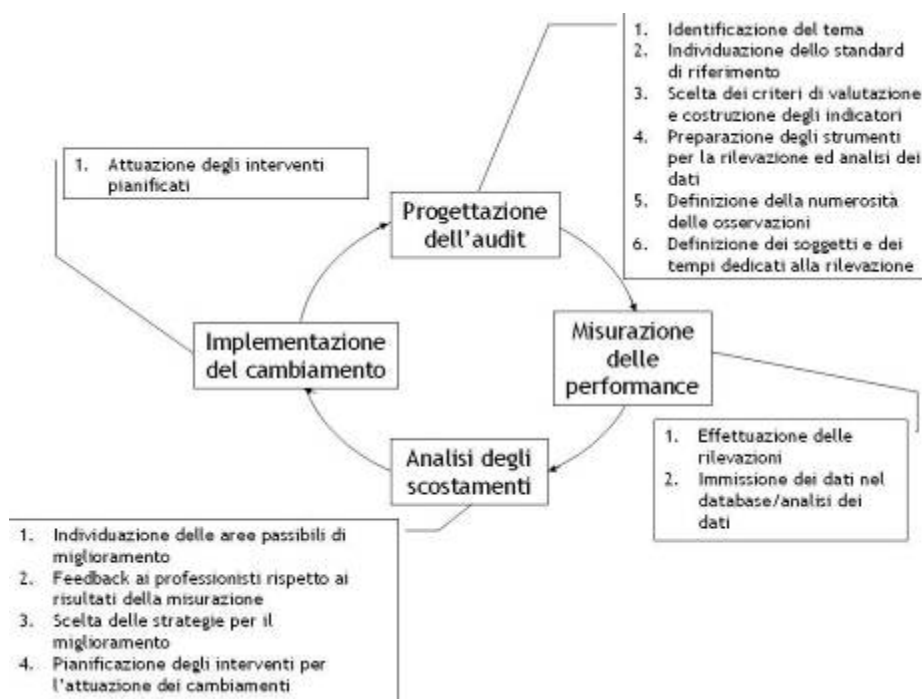 1. Identificazione del tema
2. Individuazione dello standard
di riferimento
3. Scelta dei criteri di valutazione
e costruzione degli indicatori
4. Preparazione degli strumenti
per la rilevazione ed analisi dei
dati
5. Definizione della numerosità
delle osservazioni
6. Definizione dei soggetti e dei
tempi dedicati alla rilevazione
1. Attuazione degli interventi
pianificati
Progettazione
dell'audit
Implementazione
del cambiamento
Misurazione
delle
performance
Analisi degli
scostamenti
1. Effettuazione delle
rilevazioni
2. Immissione dei dati nel
database/analisi dei
dati
1. Individuazione delle aree passibili di
miglioramento
2. Feedback ai professionisti rispetto ai
risultati della misurazione
3. Scelta delle strategie per il
miglioramento
4. Pianificazione degli interventi per
l'attuazione dei cambiamenti